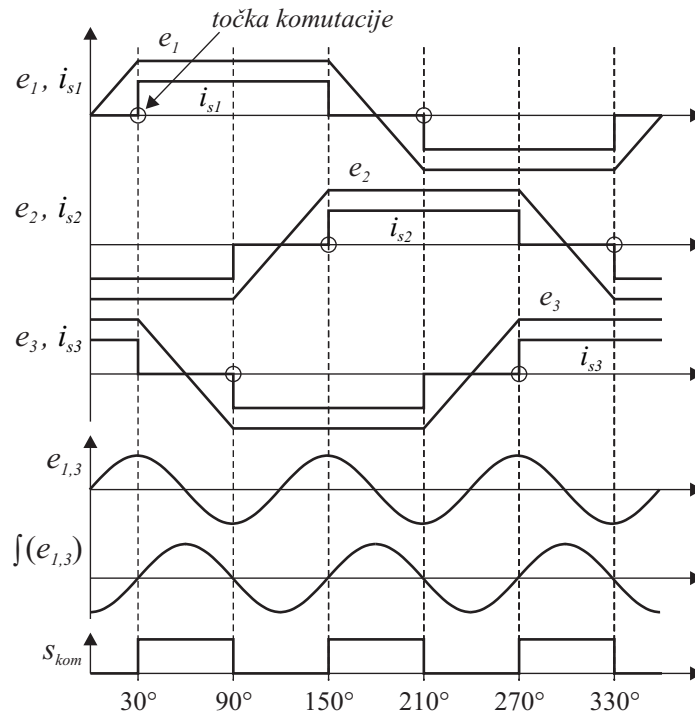 točka komutacije
e₁
e₁, iₛ₁
iₛ₁
e₂
e₂, iₛ₂
iₛ₂
e₃
e₃, iₛ₃
iₛ₃
e₁,₃
∫(e₁,₃)
sₖₒₘ
30° 90° 150° 210° 270° 330°